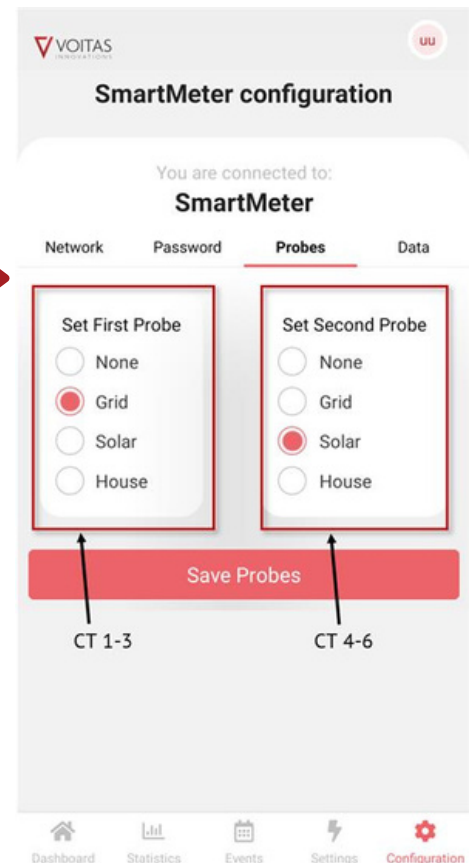 VOITAS
INNOVATIONS
UU
SmartMeter configuration
You are connected to:
SmartMeter
Network Password Probes Data
Set First Probe
None
Grid
Solar
House
Set Second Probe
None
Grid
Solar
House
Save Probes
CT 1-3 CT 4-6
Dashboard Statistics Events Settings Configuration